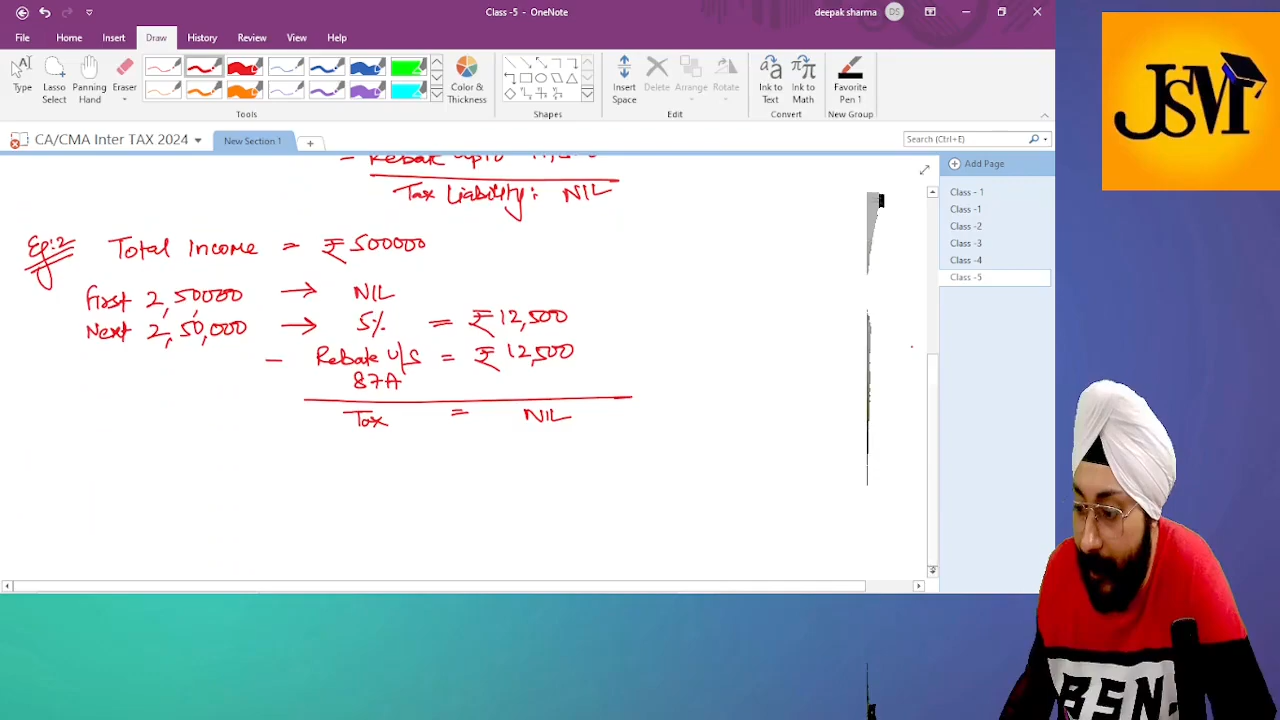 Class -5 - OneNote
deepak sharma
DS
File Home Insert Draw History Review View Help
Type
Lasso Select
Panning Hand
Eraser
Color & Thickness
Insert Space
Delete
Arrange
Rotate
Ink to Text
Ink to Math
Favorite Pen 1
Tools
Shapes
Edit
Convert
New Group
CA/CMA Inter TAX 2024
New Section 1
Search (Ctrl+E)
Add Page
Class - 1
Class -1
Class -2
Class -3
Class -4
Class -5
- Rebate upto
Tax Liability: NIL
Eg:2 Total Income = ₹500000
First 2,50000 → NIL
Next 2,50,000 → 5% = ₹12,500
- Rebate u/s = ₹12,500
87A
Tax = NIL
JSM
BSN